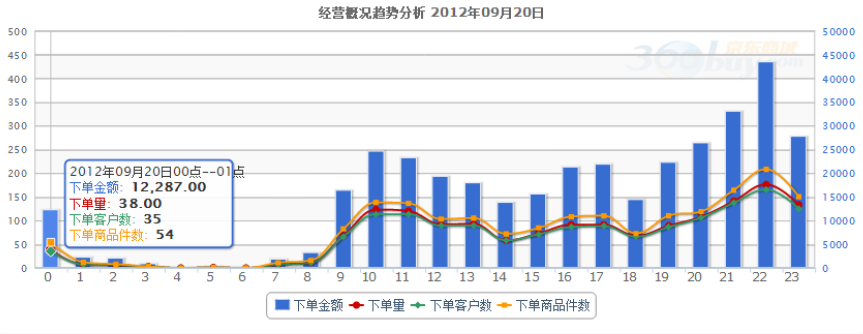 经营概况趋势分析 2012年09月20日
500 50000
450 45000
400 40000
350 35000
300 30000
250 25000
200 20000
150 15000
100 10000
50 5000
0 0
360buy.com 京东商城
2012年09月20日00点--01点
下单金额: 12,287.00
下单量: 38.00
下单客户数: 35
下单商品件数: 54
0 1 2 3 4 5 6 7 8 9 10 11 12 13 14 15 16 17 18 19 20 21 22 23
下单金额 下单量 下单客户数 下单商品件数